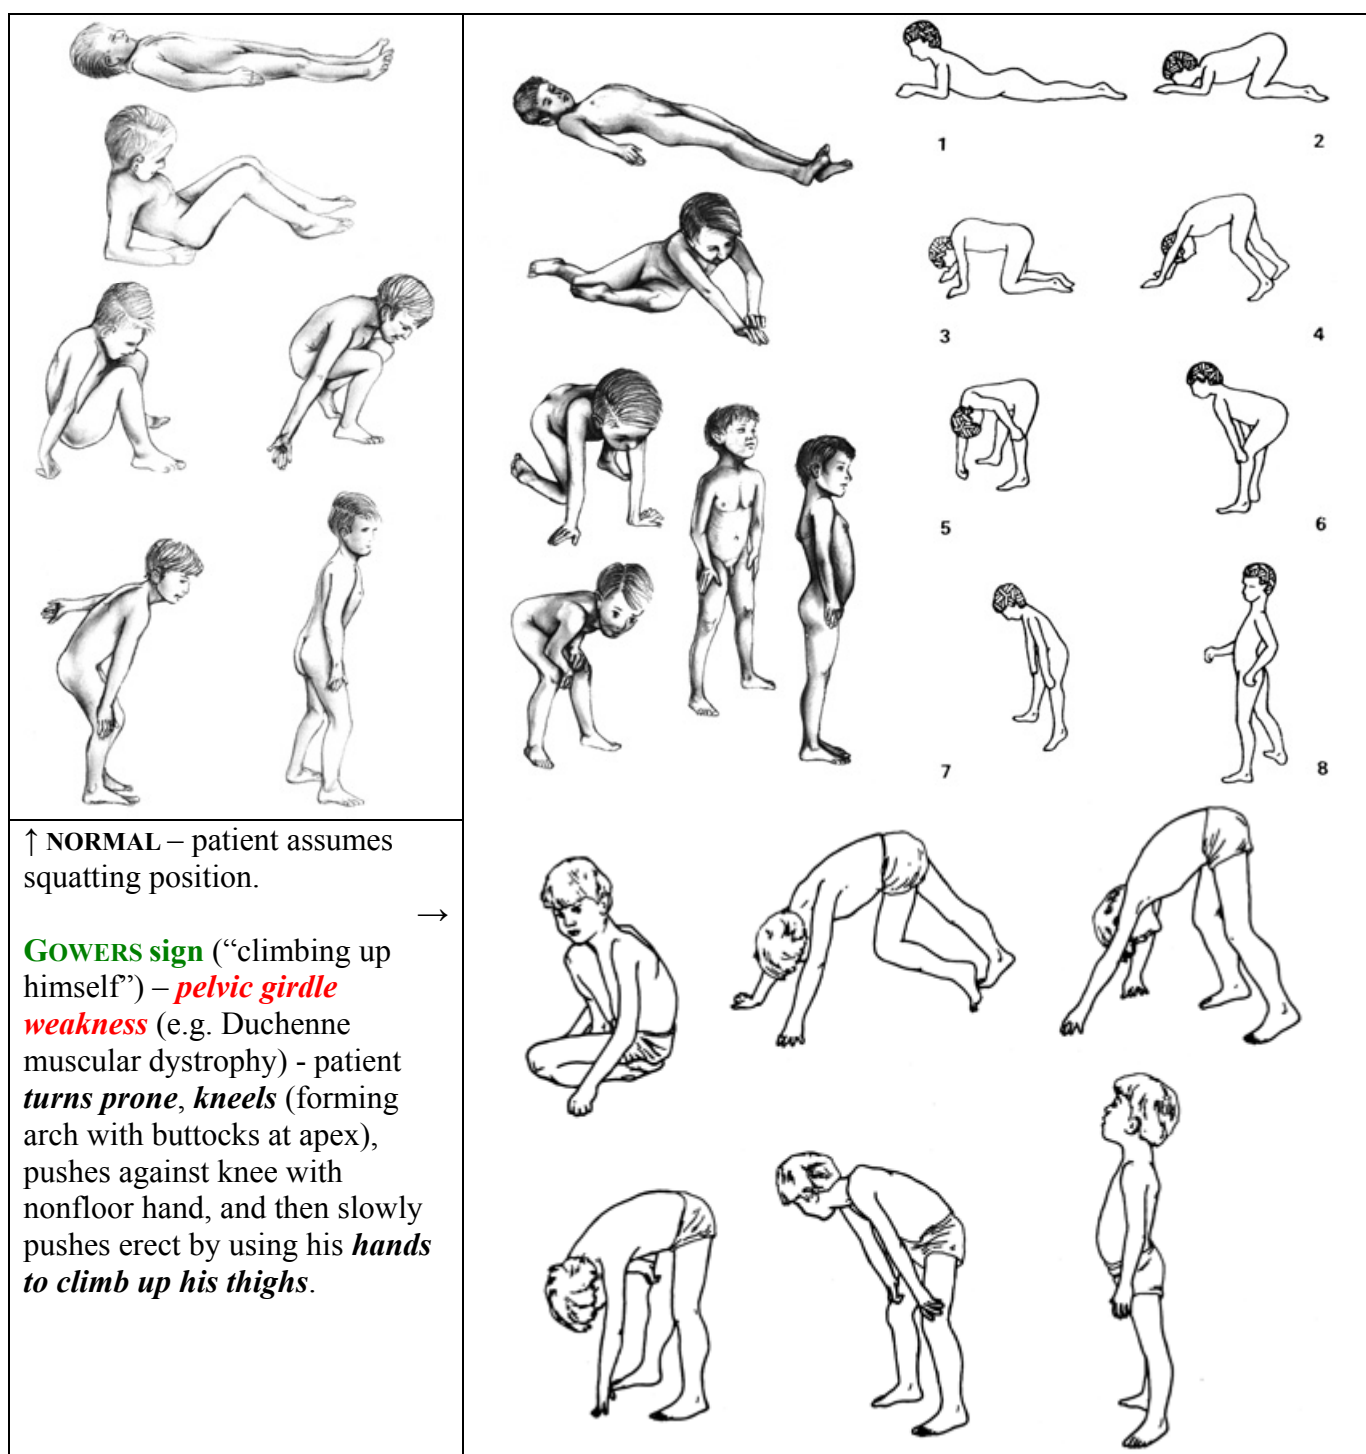 1
2
3
4
5
6
7
8
↑ NORMAL – patient assumes
squatting position.
→
GOWERS sign (“climbing up
himself”) – pelvic girdle
weakness (e.g. Duchenne
muscular dystrophy) - patient
turns prone, kneels (forming
arch with buttocks at apex),
pushes against knee with
nonfloor hand, and then slowly
pushes erect by using his hands
to climb up his thighs.